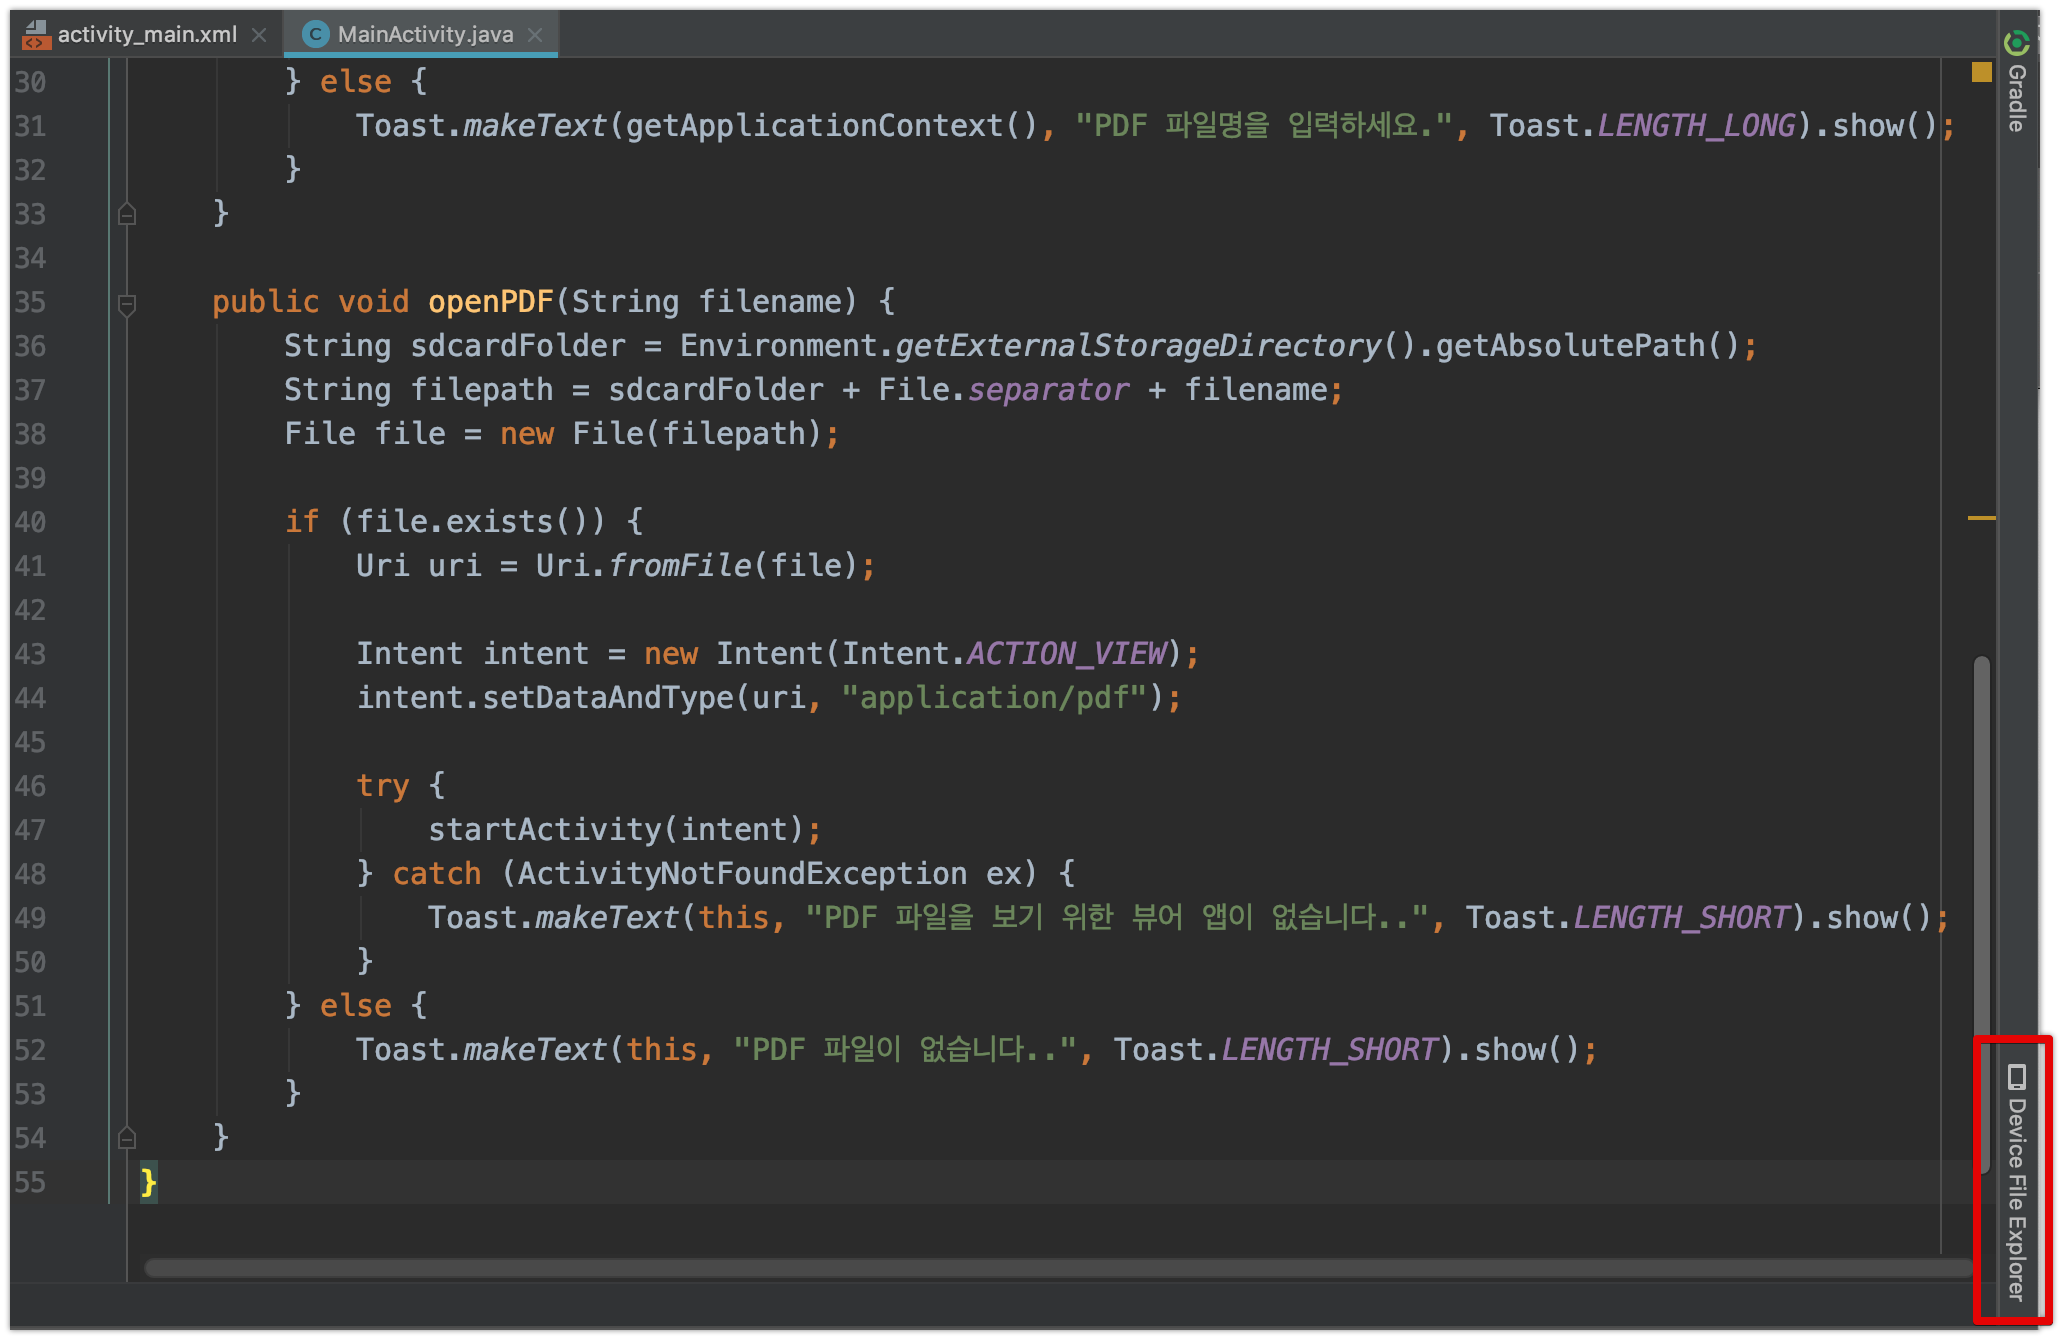 activity_main.xml
MainActivity.java
30 } else {
31 Toast.makeText(getApplicationContext(), "PDF 파일명을 입력하세요.", Toast.LENGTH_LONG).show();
32 }
33 }
34
35 public void openPDF(String filename) {
36 String sdcardFolder = Environment.getExternalStorageDirectory().getAbsolutePath();
37 String filepath = sdcardFolder + File.separator + filename;
38 File file = new File(filepath);
39
40 if (file.exists()) {
41 Uri uri = Uri.fromFile(file);
42
43 Intent intent = new Intent(Intent.ACTION_VIEW);
44 intent.setDataAndType(uri, "application/pdf");
45
46 try {
47 startActivity(intent);
48 } catch (ActivityNotFoundException ex) {
49 Toast.makeText(this, "PDF 파일을 보기 위한 뷰어 앱이 없습니다..", Toast.LENGTH_SHORT).show();
50 }
51 } else {
52 Toast.makeText(this, "PDF 파일이 없습니다..", Toast.LENGTH_SHORT).show();
53 }
54 }
55 }
Gradle
Device File Explorer